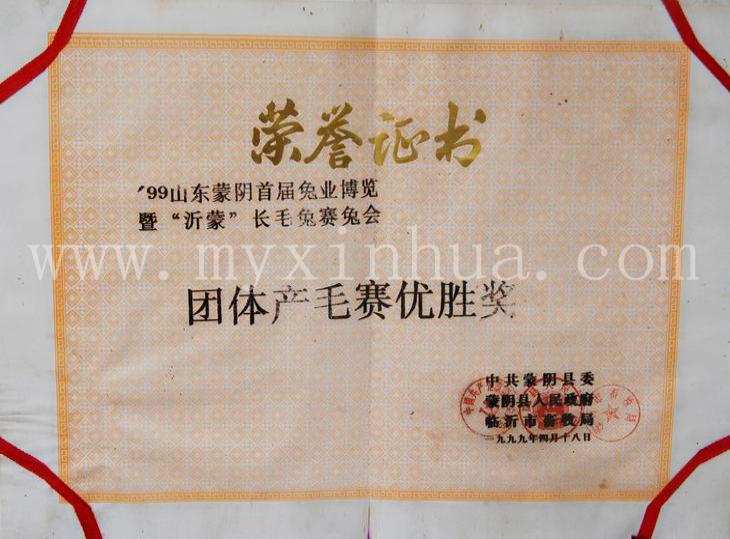 荣誉证书
'99山东蒙阴首届兔业博览
暨“沂蒙”长毛兔赛兔会
www.myxinhua.com
团体产毛赛优胜奖
中共蒙阴县委
蒙阴县人民政府
临沂市畜牧局
一九九九年四月十八日